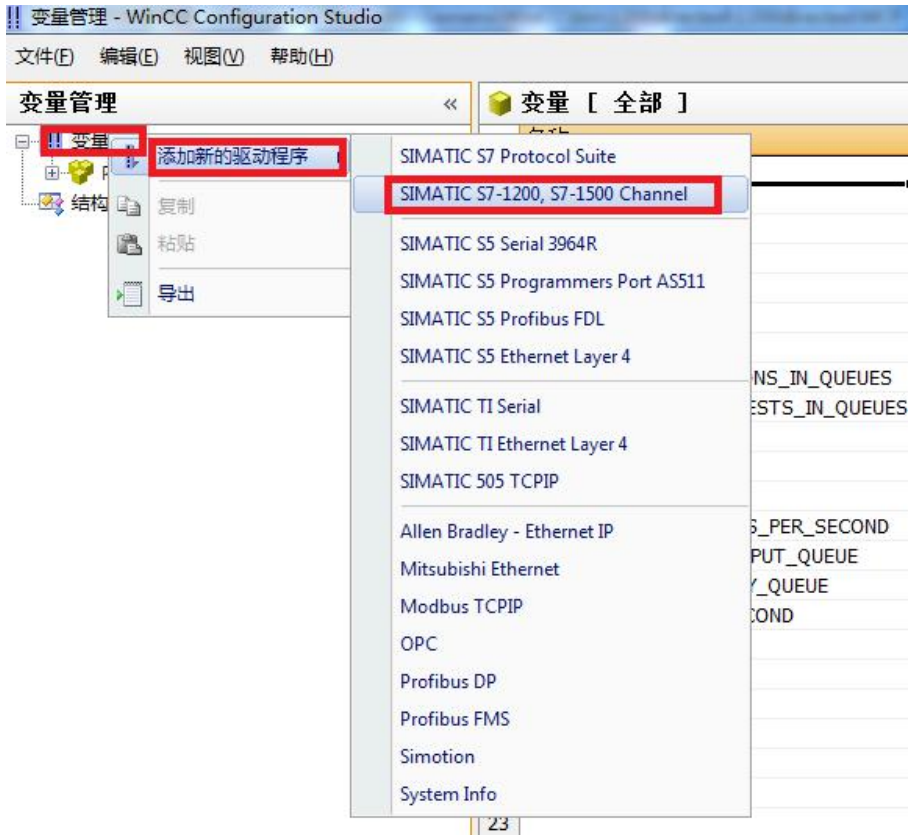 变量管理 - WinCC Configuration Studio
文件(F) 编辑(E) 视图(V) 帮助(H)
变量管理 «
变量 [ 全部 ]
名称
变量
结构
添加新的驱动程序
复制
粘贴
导出
SIMATIC S7 Protocol Suite
SIMATIC S7-1200, S7-1500 Channel
SIMATIC S5 Serial 3964R
SIMATIC S5 Programmers Port AS511
SIMATIC S5 Profibus FDL
SIMATIC S5 Ethernet Layer 4
SIMATIC TI Serial
SIMATIC TI Ethernet Layer 4
SIMATIC 505 TCPIP
Allen Bradley - Ethernet IP
Mitsubishi Ethernet
Modbus TCPIP
OPC
Profibus DP
Profibus FMS
Simotion
System Info
NS_IN_QUEUES
ESTS_IN_QUEUES
S_PER_SECOND
PUT_QUEUE
Y_QUEUE
COND
23